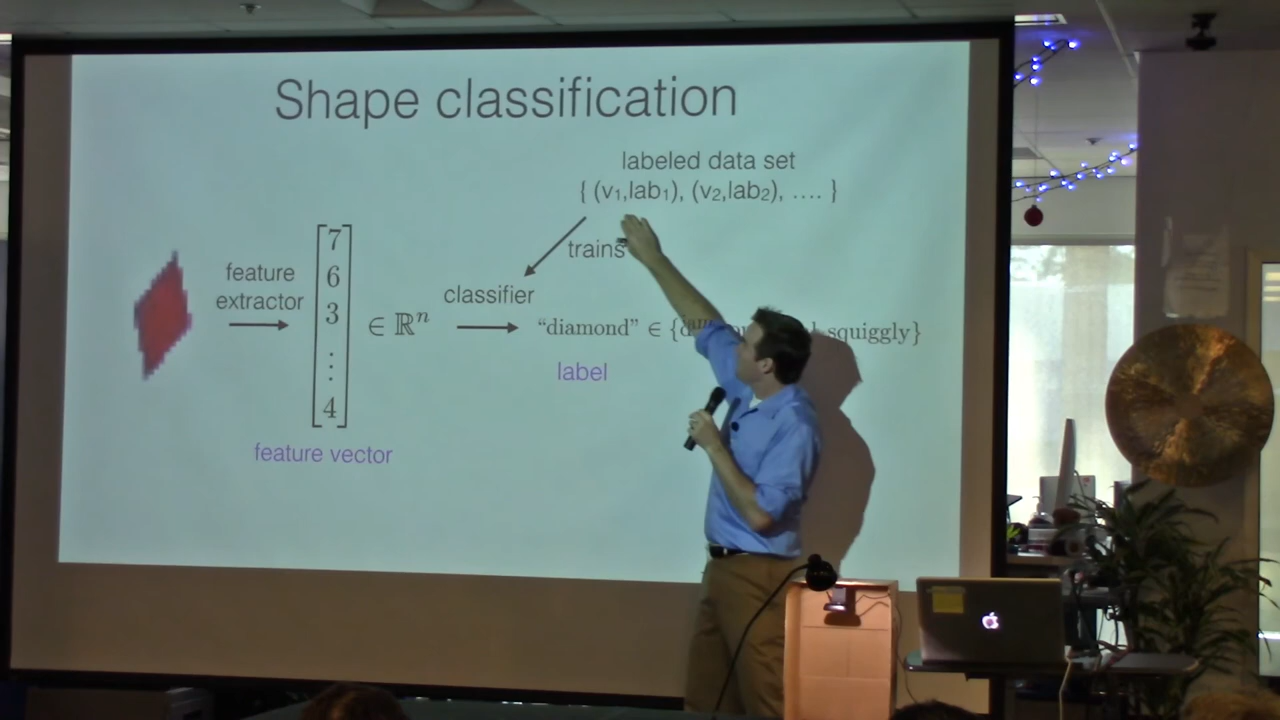 Shape classification
labeled data set
{ (v₁,lab₁), (v₂,lab₂), .... }
trains
feature
extractor
7
6
3
⋮
4
∈ ℝⁿ
classifier
“diamond” ∈ { squiggly}
label
feature vector